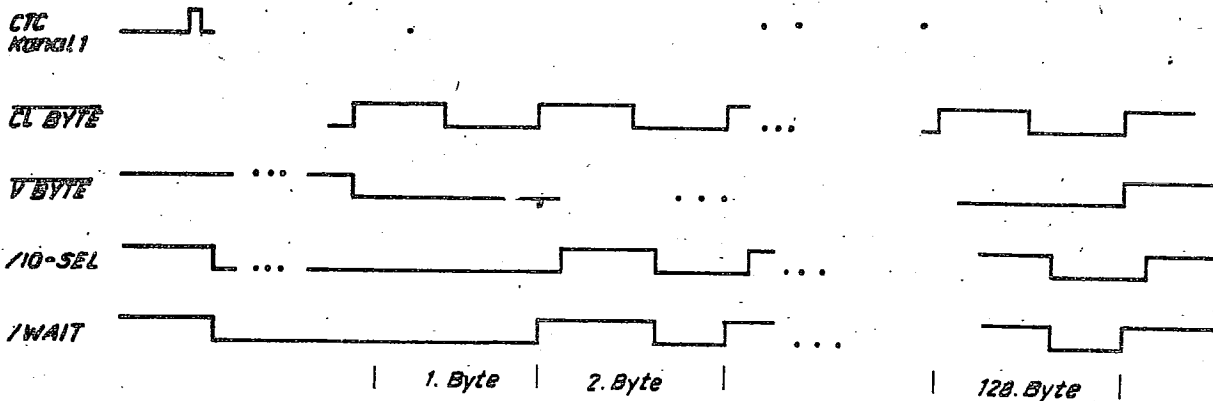 CTC
Kanal 1
CL BYTE
V BYTE
/IO-SEL
/WAIT
1. Byte
2. Byte
128. Byte